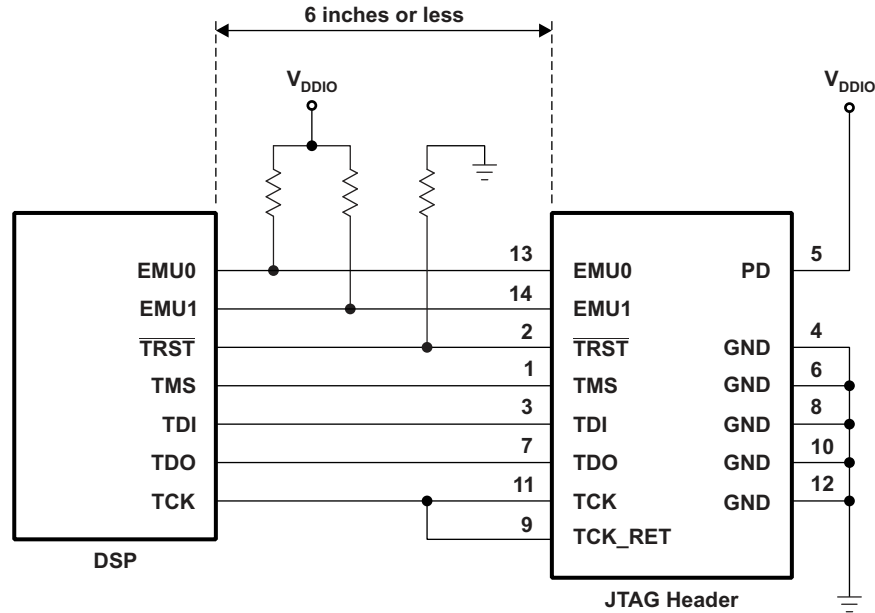 6 inches or less
V_DDIO
V_DDIO
EMU0
13
EMU0
PD
5
EMU1
14
EMU1
TRST
2
TRST
GND
4
TMS
1
TMS
GND
6
TDI
3
TDI
GND
8
TDO
7
TDO
GND
10
TCK
11
TCK
GND
12
9
TCK_RET
DSP
JTAG Header